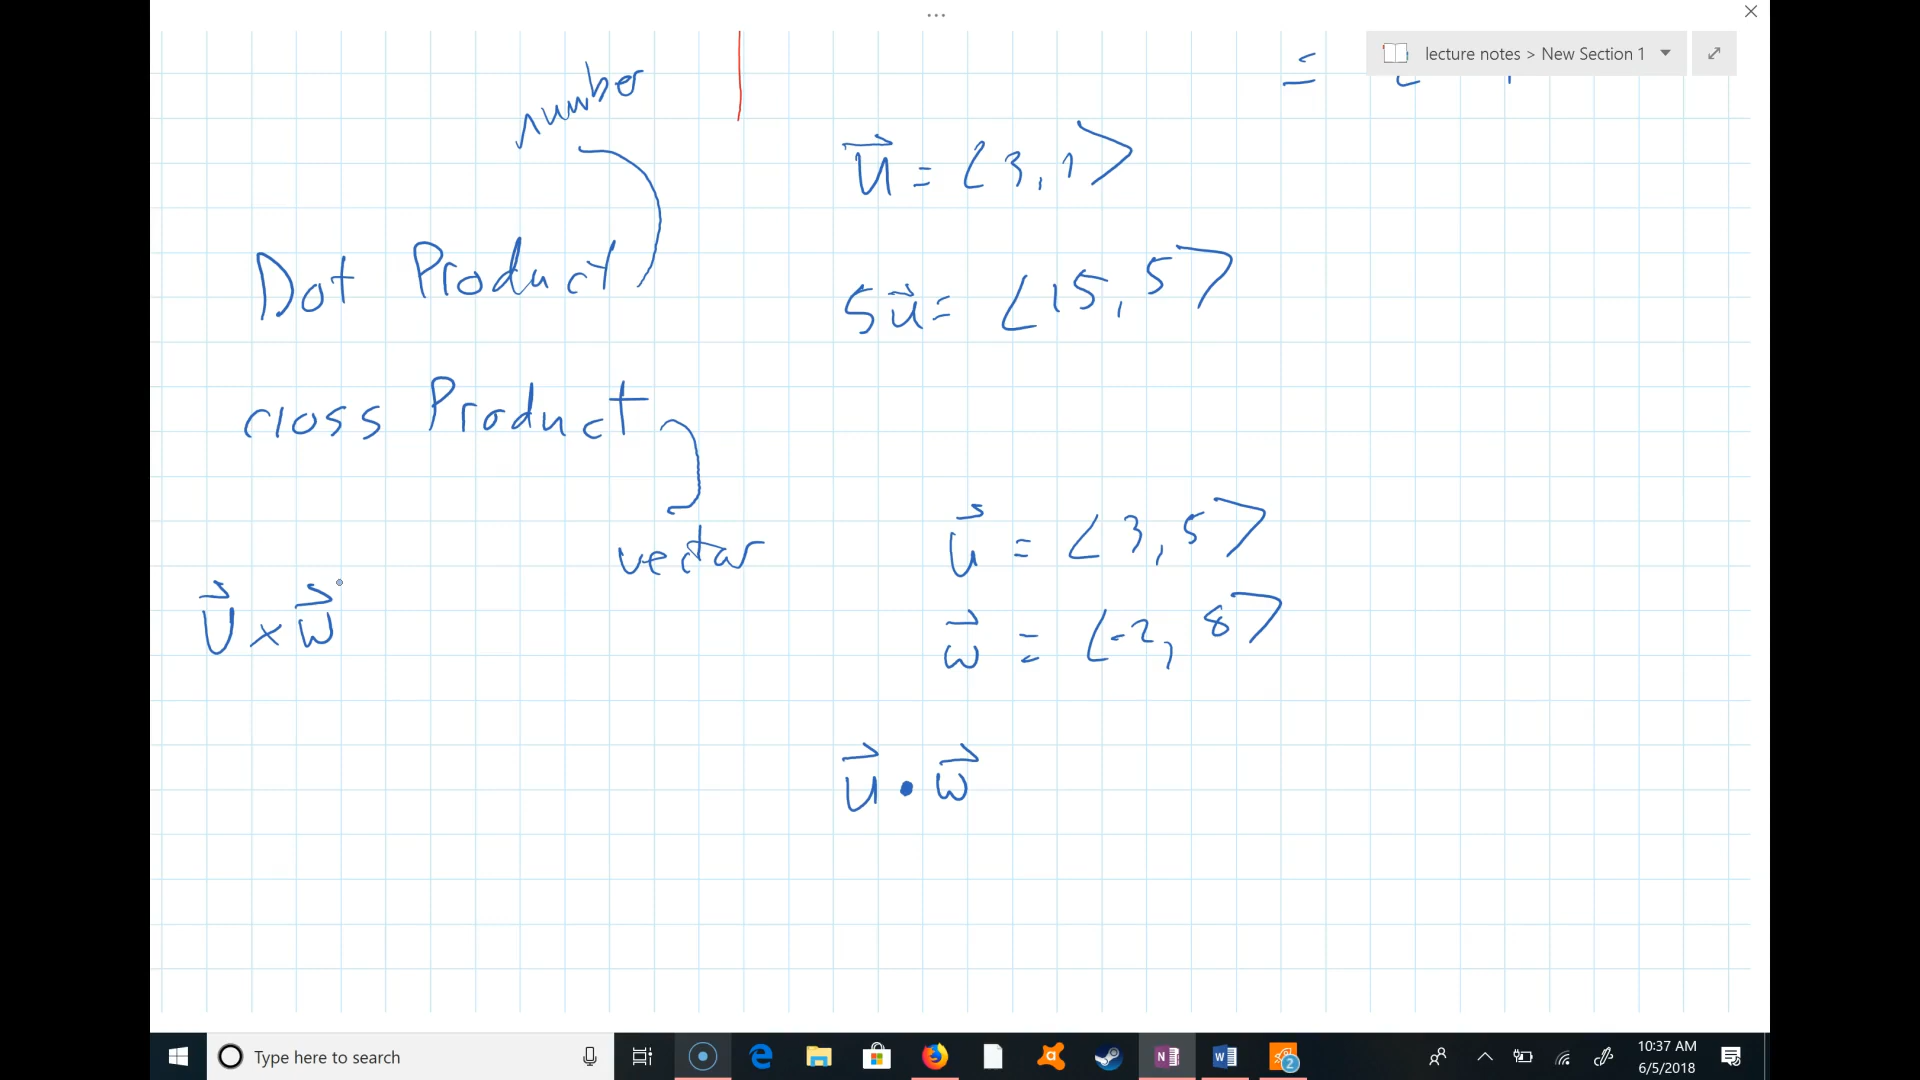 lecture notes > New Section 1
number
Dot Product
cross Product
vector
U⃗ × w⃗
u⃗ = ⟨3, 1⟩
5u⃗ = ⟨15, 5⟩
u⃗ = ⟨3, 5⟩
w⃗ = ⟨-2, 8⟩
u⃗ • w⃗
Type here to search
2
10:37 AM
6/5/2018